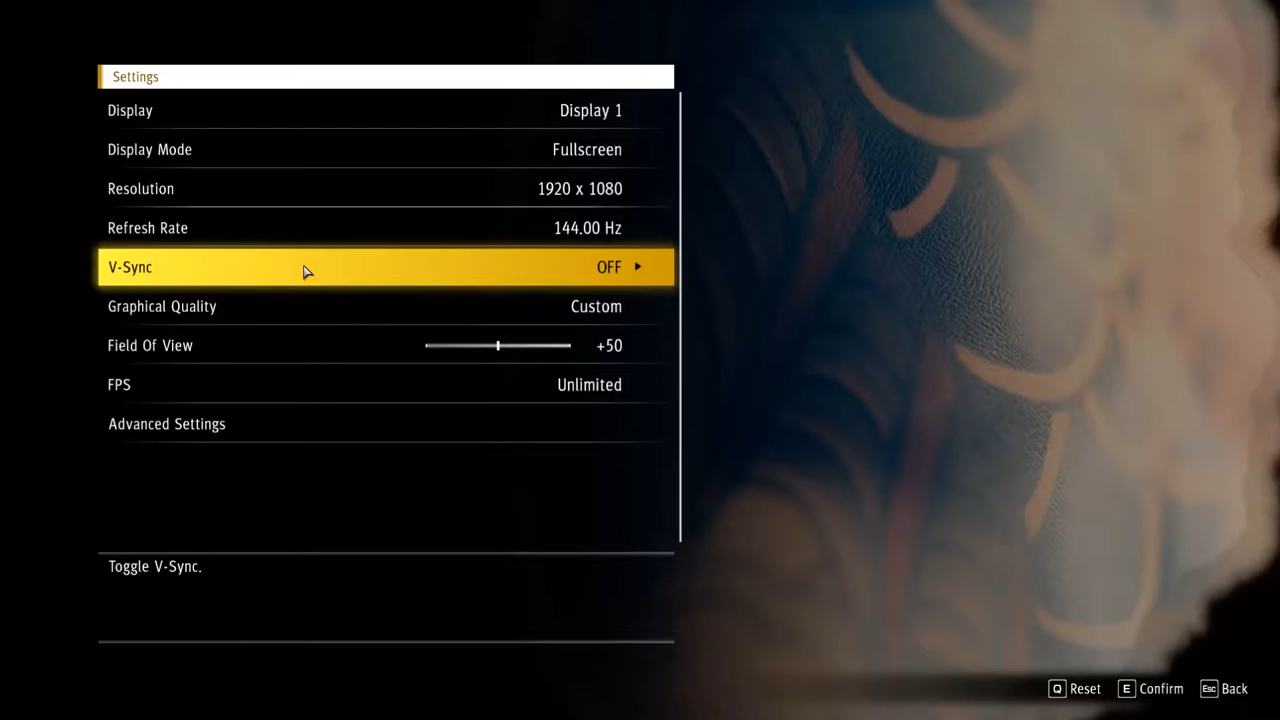 Settings
Display Display 1
Display Mode Fullscreen
Resolution 1920 x 1080
Refresh Rate 144.00 Hz
V-Sync OFF
Graphical Quality Custom
Field Of View +50
FPS Unlimited
Advanced Settings
Toggle V-Sync.
Q Reset E Confirm Esc Back